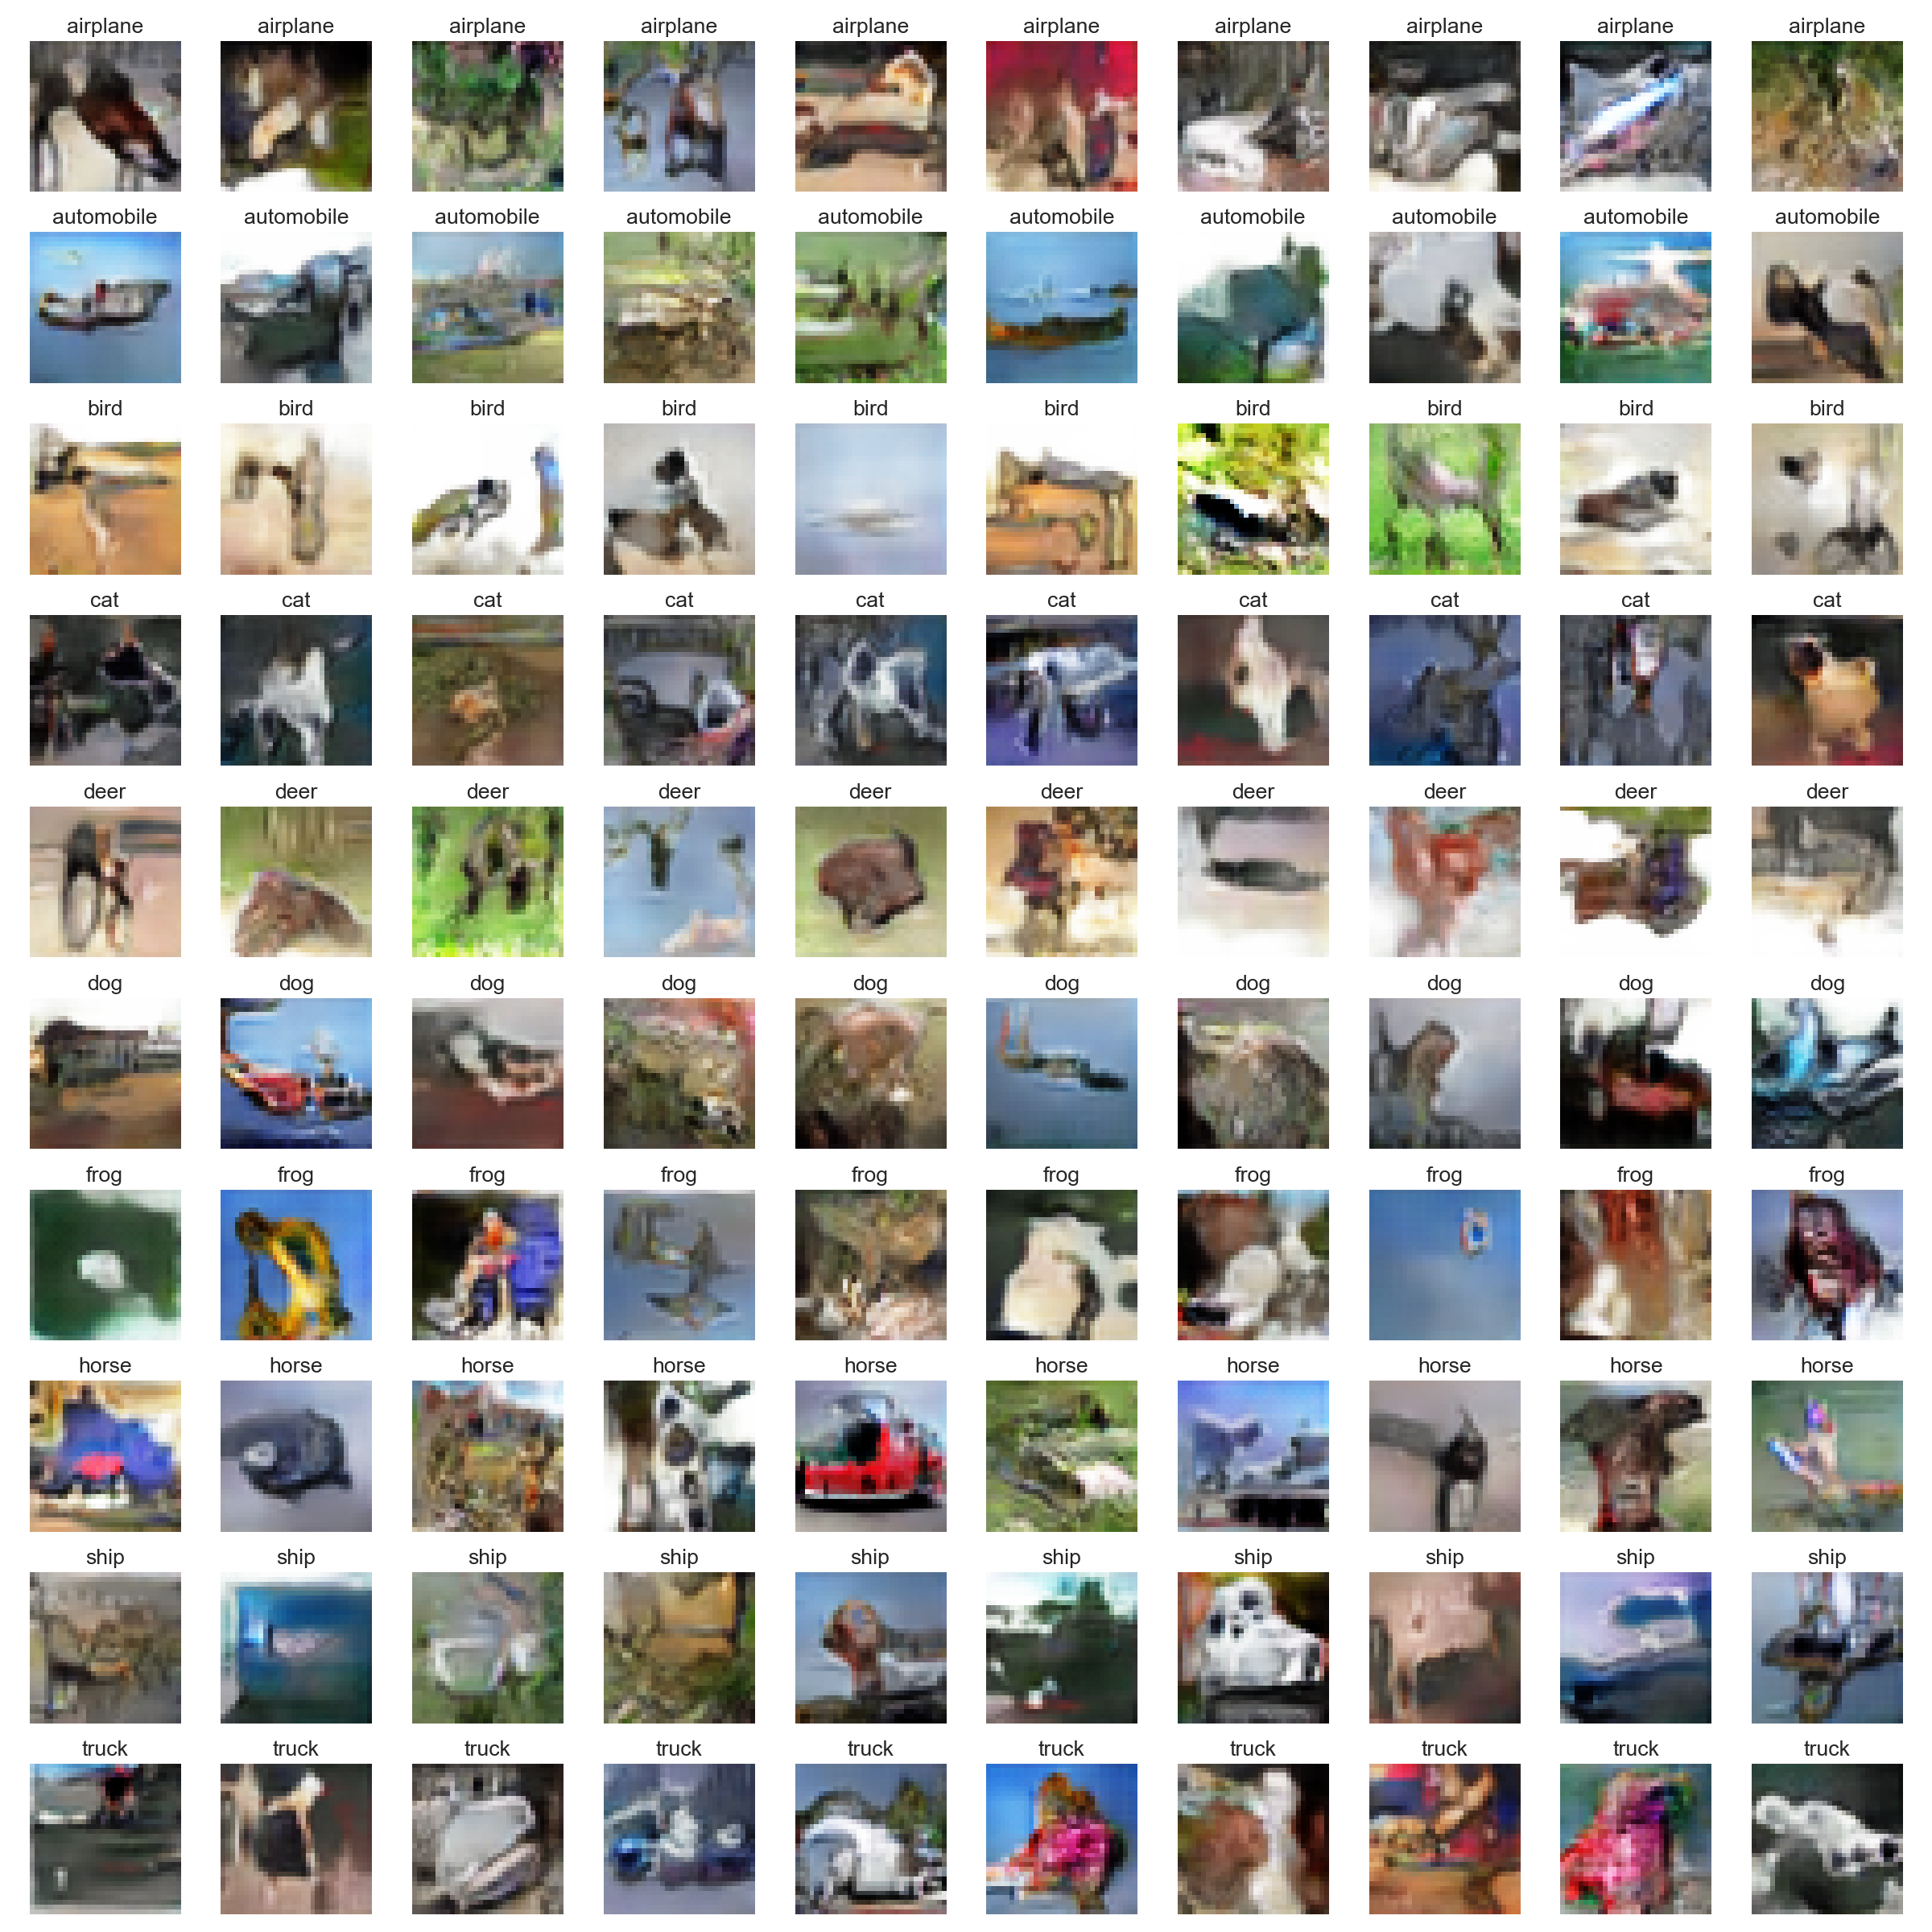 airplane airplane airplane airplane airplane airplane airplane airplane airplane airplane
automobile automobile automobile automobile automobile automobile automobile automobile automobile automobile
bird bird bird bird bird bird bird bird bird bird
cat cat cat cat cat cat cat cat cat cat
deer deer deer deer deer deer deer deer deer deer
dog dog dog dog dog dog dog dog dog dog
frog frog frog frog frog frog frog frog frog frog
horse horse horse horse horse horse horse horse horse horse
ship ship ship ship ship ship ship ship ship ship
truck truck truck truck truck truck truck truck truck truck